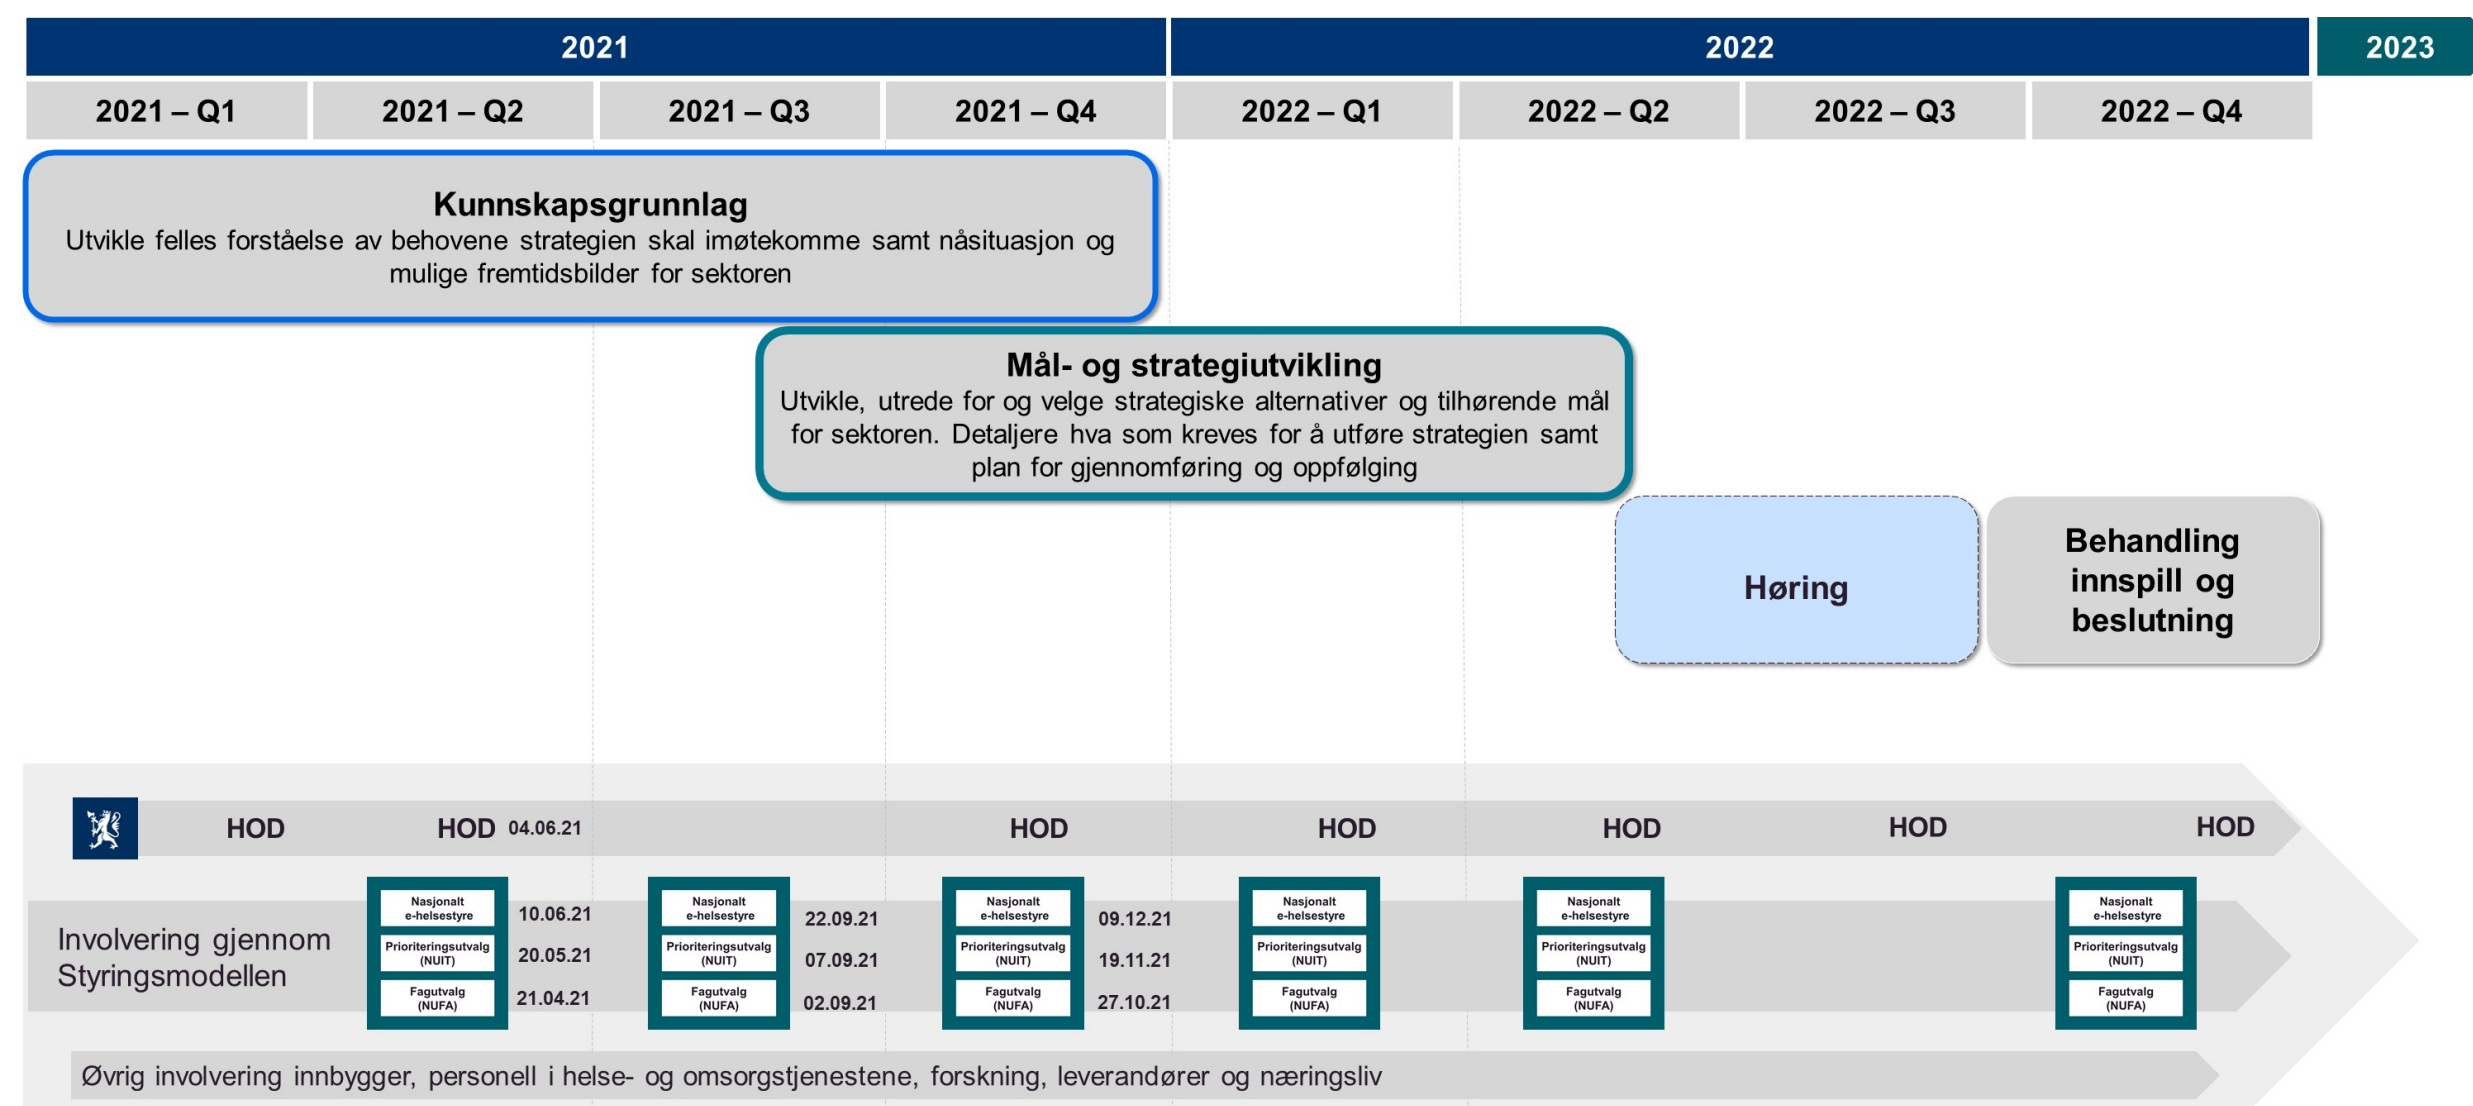 2021
2022
2023
2021 – Q1
2021 – Q2
2021 – Q3
2021 – Q4
2022 – Q1
2022 – Q2
2022 – Q3
2022 – Q4
Kunnskapsgrunnlag
Utvikle felles forståelse av behovene strategien skal imøtekomme samt nåsituasjon og
mulige fremtidsbilder for sektoren
Mål- og strategiutvikling
Utvikle, utrede for og velge strategiske alternativer og tilhørende mål
for sektoren. Detaljere hva som kreves for å utføre strategien samt
plan for gjennomføring og oppfølging
Høring
Behandling
innspill og
beslutning
HOD
HOD 04.06.21
HOD
HOD
HOD
HOD
HOD
Involvering gjennom
Styringsmodellen
Nasjonalt
e-helsestyre
10.06.21
Prioriteringsutvalg
(NUIT)
20.05.21
Fagutvalg
(NUFA)
21.04.21
Nasjonalt
e-helsestyre
22.09.21
Prioriteringsutvalg
(NUIT)
07.09.21
Fagutvalg
(NUFA)
02.09.21
Nasjonalt
e-helsestyre
09.12.21
Prioriteringsutvalg
(NUIT)
19.11.21
Fagutvalg
(NUFA)
27.10.21
Nasjonalt
e-helsestyre
Prioriteringsutvalg
(NUIT)
Fagutvalg
(NUFA)
Nasjonalt
e-helsestyre
Prioriteringsutvalg
(NUIT)
Fagutvalg
(NUFA)
Nasjonalt
e-helsestyre
Prioriteringsutvalg
(NUIT)
Fagutvalg
(NUFA)
Øvrig involvering innbygger, personell i helse- og omsorgstjenestene, forskning, leverandører og næringsliv